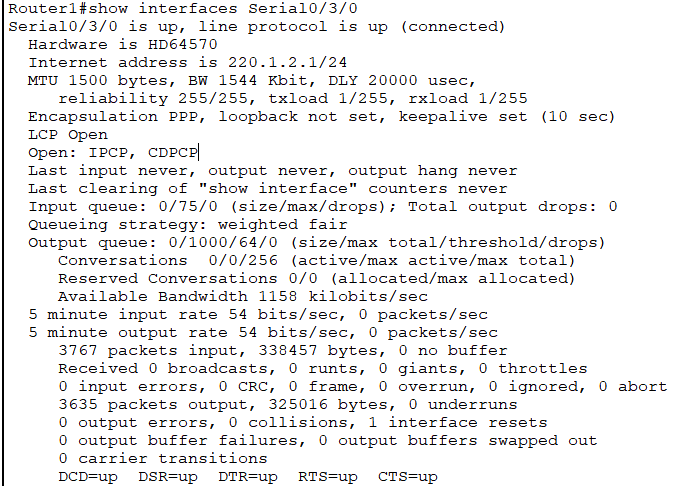 Router1#show interfaces Serial0/3/0
Serial0/3/0 is up, line protocol is up (connected)
Hardware is HD64570
Internet address is 220.1.2.1/24
MTU 1500 bytes, BW 1544 Kbit, DLY 20000 usec,
reliability 255/255, txload 1/255, rxload 1/255
Encapsulation PPP, loopback not set, keepalive set (10 sec)
LCP Open
Open: IPCP, CDPCP
Last input never, output never, output hang never
Last clearing of "show interface" counters never
Input queue: 0/75/0 (size/max/drops); Total output drops: 0
Queueing strategy: weighted fair
Output queue: 0/1000/64/0 (size/max total/threshold/drops)
Conversations  0/0/256 (active/max active/max total)
Reserved Conversations 0/0 (allocated/max allocated)
Available Bandwidth 1158 kilobits/sec
5 minute input rate 54 bits/sec, 0 packets/sec
5 minute output rate 54 bits/sec, 0 packets/sec
3767 packets input, 338457 bytes, 0 no buffer
Received 0 broadcasts, 0 runts, 0 giants, 0 throttles
0 input errors, 0 CRC, 0 frame, 0 overrun, 0 ignored, 0 abort
3635 packets output, 325016 bytes, 0 underruns
0 output errors, 0 collisions, 1 interface resets
0 output buffer failures, 0 output buffers swapped out
0 carrier transitions
DCD=up  DSR=up  DTR=up  RTS=up  CTS=up